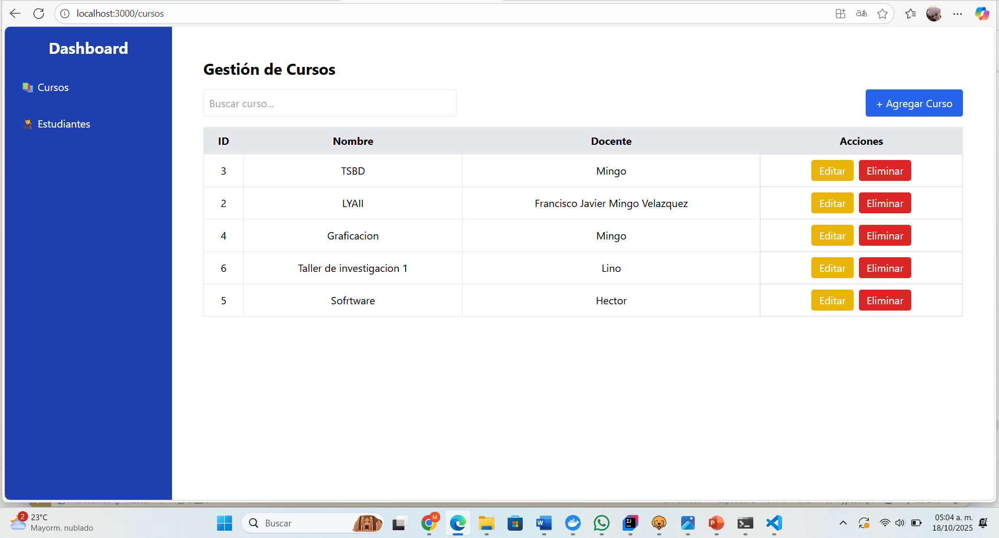 localhost:3000/cursos
Dashboard
Cursos
Estudiantes
Gestión de Cursos
Buscar curso...
+ Agregar Curso
ID Nombre Docente Acciones
3 TSBD Mingo Editar Eliminar
2 LYAII Francisco Javier Mingo Velazquez Editar Eliminar
4 Graficacion Mingo Editar Eliminar
6 Taller de investigacion 1 Lino Editar Eliminar
5 Sofrtware Hector Editar Eliminar
2
23°C
Mayorm. nublado
Buscar
M
05:04 a. m.
18/10/2025